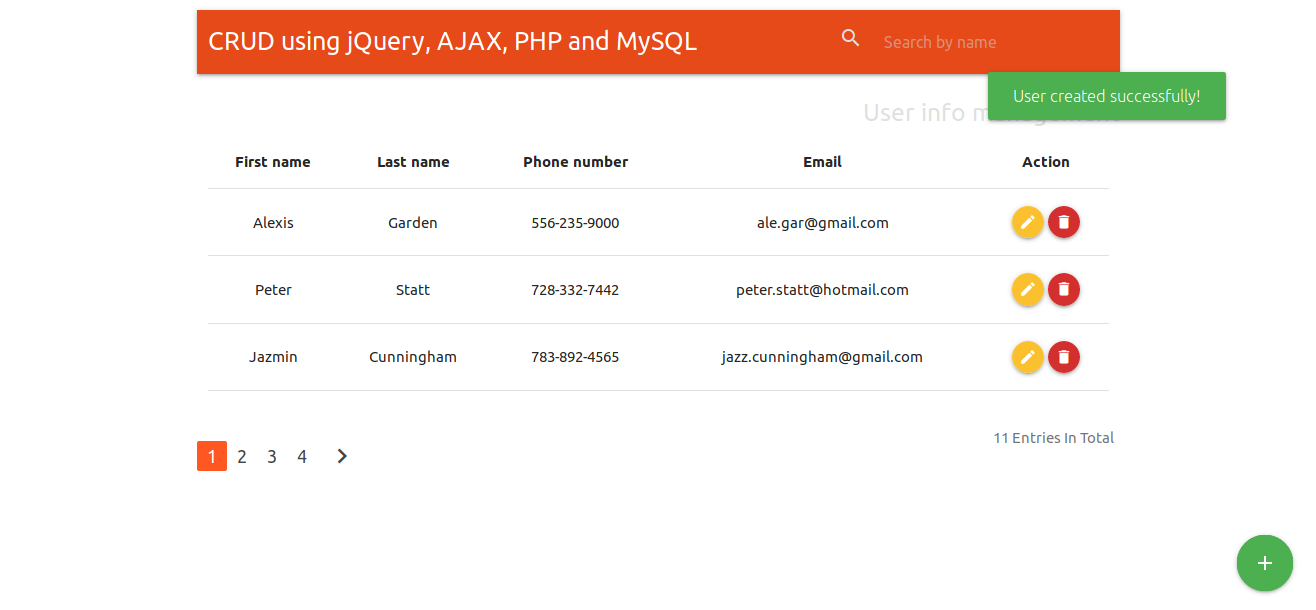 CRUD using jQuery, AJAX, PHP and MySQL
Search by name
User created successfully!
User info
First name Last name Phone number Email Action
Alexis Garden 556-235-9000 ale.gar@gmail.com
Peter Statt 728-332-7442 peter.statt@hotmail.com
Jazmin Cunningham 783-892-4565 jazz.cunningham@gmail.com
11 Entries In Total
1 2 3 4